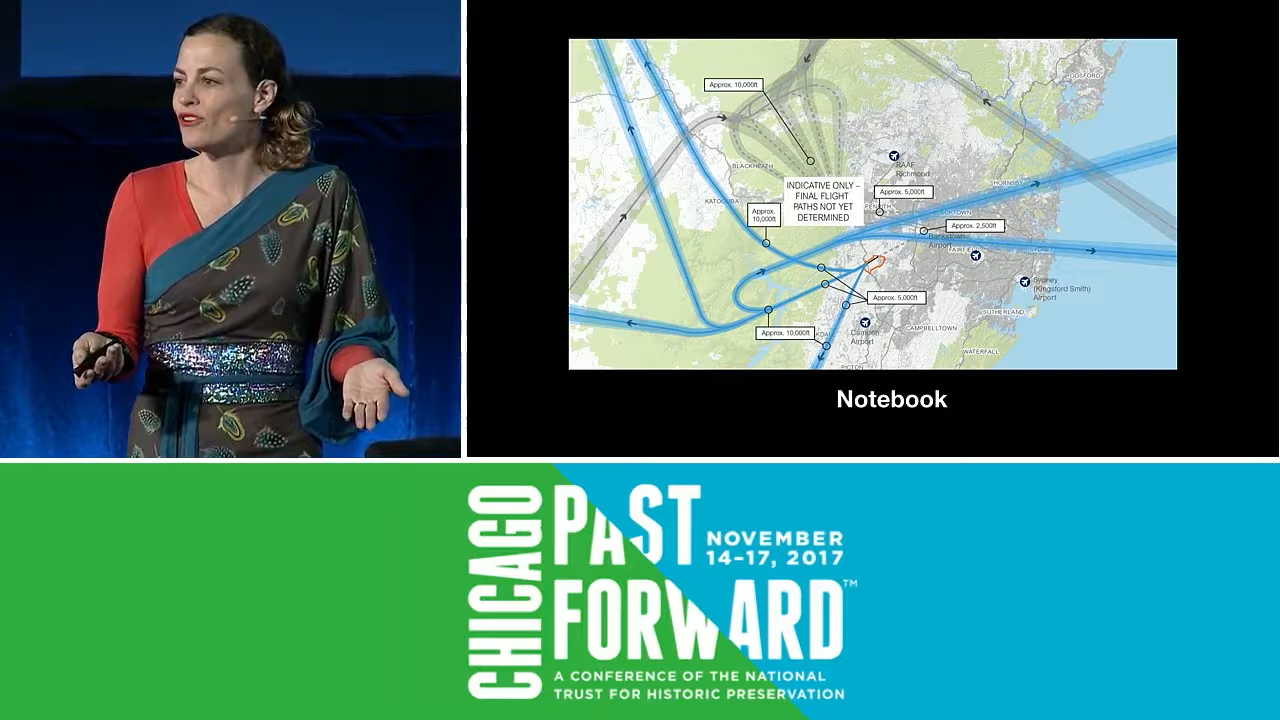 GOSFORD
Approx. 10,000ft
RAAF
Richmond
BLACKHEATH
INDICATIVE ONLY –
FINAL FLIGHT
PATHS NOT YET
DETERMINED
HORNSBY
Approx. 5,000ft
KATOOMBA
Approx.
10,000ft
Approx. 2,500ft
Bankstown
Airport
FAIRFIELD
SYDNEY
Sydney
(Kingsford Smith)
Airport
Approx. 5,000ft
SUTHERLAND
Approx. 10,000ft
Camden
Airport
CAMPBELLTOWN
WATERFALL
PICTON
Notebook
CHICAGO
PAST
NOVEMBER
14–17, 2017
FORWARD™
A CONFERENCE OF THE NATIONAL
TRUST FOR HISTORIC PRESERVATION